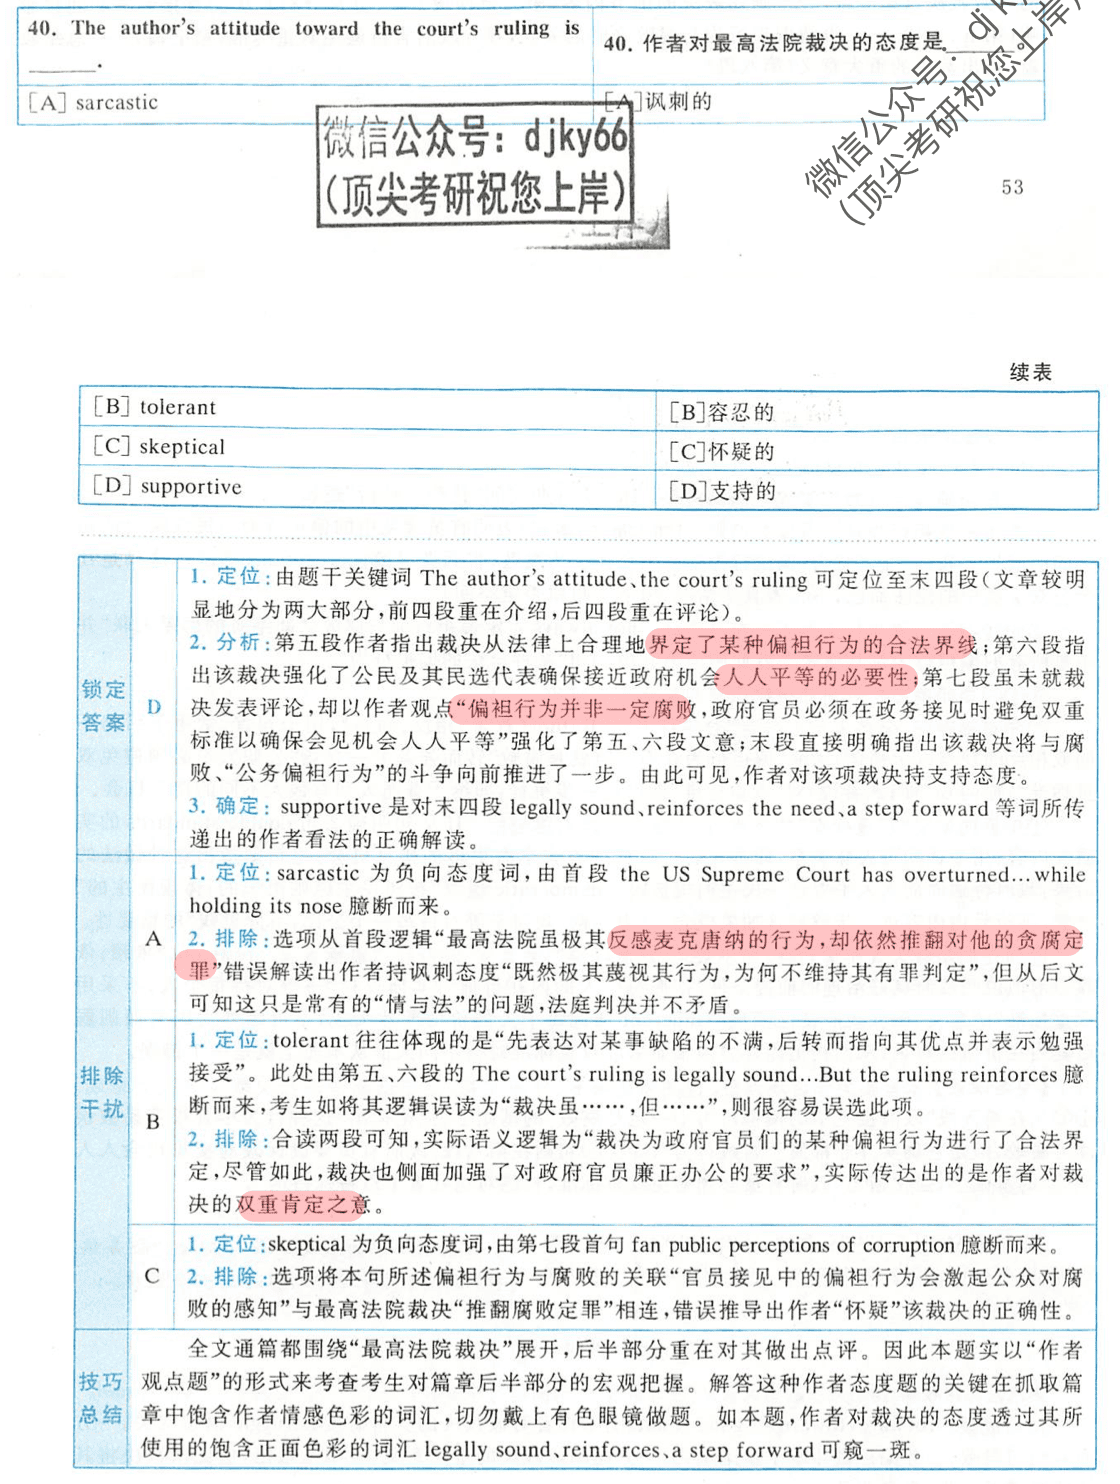 40. The author's attitude toward the court's ruling is
______.
40. 作者对最高法院裁决的态度是______。
[A] sarcastic
[A]讽刺的
微信公众号：djky66
(顶尖考研祝您上岸)
微信公众号：djky
(顶尖考研祝您上岸)
53
续表
[B] tolerant
[B]容忍的
[C] skeptical
[C]怀疑的
[D] supportive
[D]支持的
锁定
答案
D
1. 定位:由题干关键词 The author's attitude、the court's ruling 可定位至末四段(文章较明
显地分为两大部分,前四段重在介绍,后四段重在评论)。
2. 分析:第五段作者指出裁决从法律上合理地界定了某种偏袒行为的合法界线;第六段指
出该裁决强化了公民及其民选代表确保接近政府机会人人平等的必要性;第七段虽未就裁
决发表评论,却以作者观点“偏袒行为并非一定腐败,政府官员必须在政务接见时避免双重
标准以确保会见机会人人平等”强化了第五、六段文意;末段直接明确指出该裁决将与腐
败、“公务偏袒行为”的斗争向前推进了一步。由此可见,作者对该项裁决持支持态度。
3. 确定: supportive 是对末四段 legally sound、reinforces the need、a step forward 等词所传
递出的作者看法的正确解读。
排除
干扰
A
1. 定位: sarcastic 为负向态度词,由首段 the US Supreme Court has overturned…while
holding its nose 臆断而来。
2. 排除:选项从首段逻辑“最高法院虽极其反感麦克唐纳的行为,却依然推翻对他的贪腐定
罪”错误解读出作者持讽刺态度“既然极其蔑视其行为,为何不维持其有罪判定”,但从后文
可知这只是常有的“情与法”的问题,法庭判决并不矛盾。
B
1. 定位:tolerant 往往体现的是“先表达对某事缺陷的不满,后转而指向其优点并表示勉强
接受”。此处由第五、六段的 The court's ruling is legally sound…But the ruling reinforces 臆
断而来,考生如将其逻辑误读为“裁决虽……,但……”,则很容易误选此项。
2. 排除:合读两段可知,实际语义逻辑为“裁决为政府官员们的某种偏袒行为进行了合法界
定,尽管如此,裁决也侧面加强了对政府官员廉正办公的要求”,实际传达出的是作者对裁
决的双重肯定之意。
C
1. 定位:skeptical 为负向态度词,由第七段首句 fan public perceptions of corruption 臆断而来。
2. 排除:选项将本句所述偏袒行为与腐败的关联“官员接见中的偏袒行为会激起公众对腐
败的感知”与最高法院裁决“推翻腐败定罪”相连,错误推导出作者“怀疑”该裁决的正确性。
技巧
总结
全文通篇都围绕“最高法院裁决”展开,后半部分重在对其做出点评。因此本题实以“作者
观点题”的形式来考查考生对篇章后半部分的宏观把握。解答这种作者态度题的关键在抓取篇
章中饱含作者情感色彩的词汇,切勿戴上有色眼镜做题。如本题,作者对裁决的态度透过其所
使用的饱含正面色彩的词汇 legally sound、reinforces、a step forward 可窥一斑。